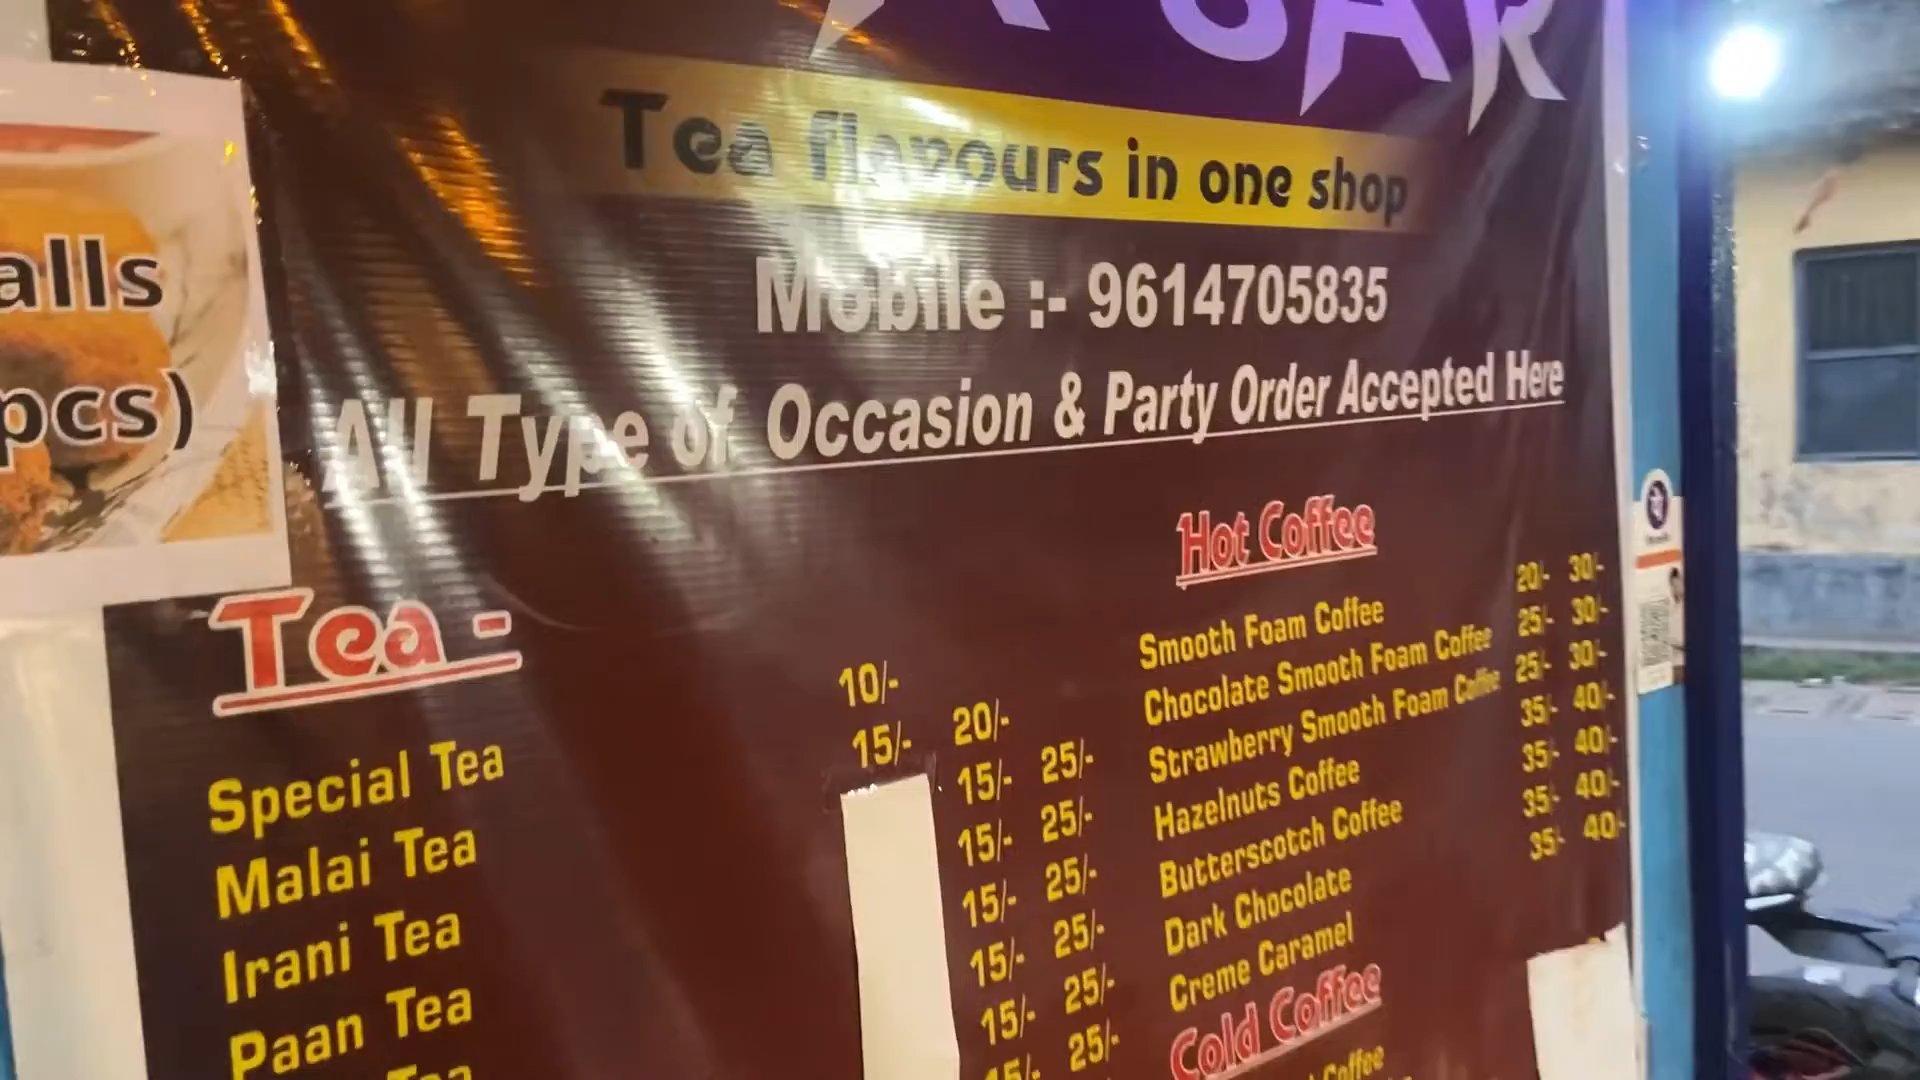 BAR
Tea flavours in one shop
Mobile :- 9614705835
All Type of Occasion & Party Order Accepted Here
alls
pcs)
Tea -
Special Tea 10/-
Malai Tea 15/- 20/-
Irani Tea 15/- 25/-
Paan Tea 15/- 25/-
Tea 15/- 25/-
15/- 25/-
15/- 25/-
15/- 25/-
Hot Coffee
Smooth Foam Coffee 20/- 30/-
Chocolate Smooth Foam Coffee 25/- 30/-
Strawberry Smooth Foam Coffee 25/- 30/-
Hazelnuts Coffee 35/- 40/-
Butterscotch Coffee 35/- 40/-
Dark Chocolate 35/- 40/-
Creme Caramel 35/- 40/-
Cold Coffee
Coffee